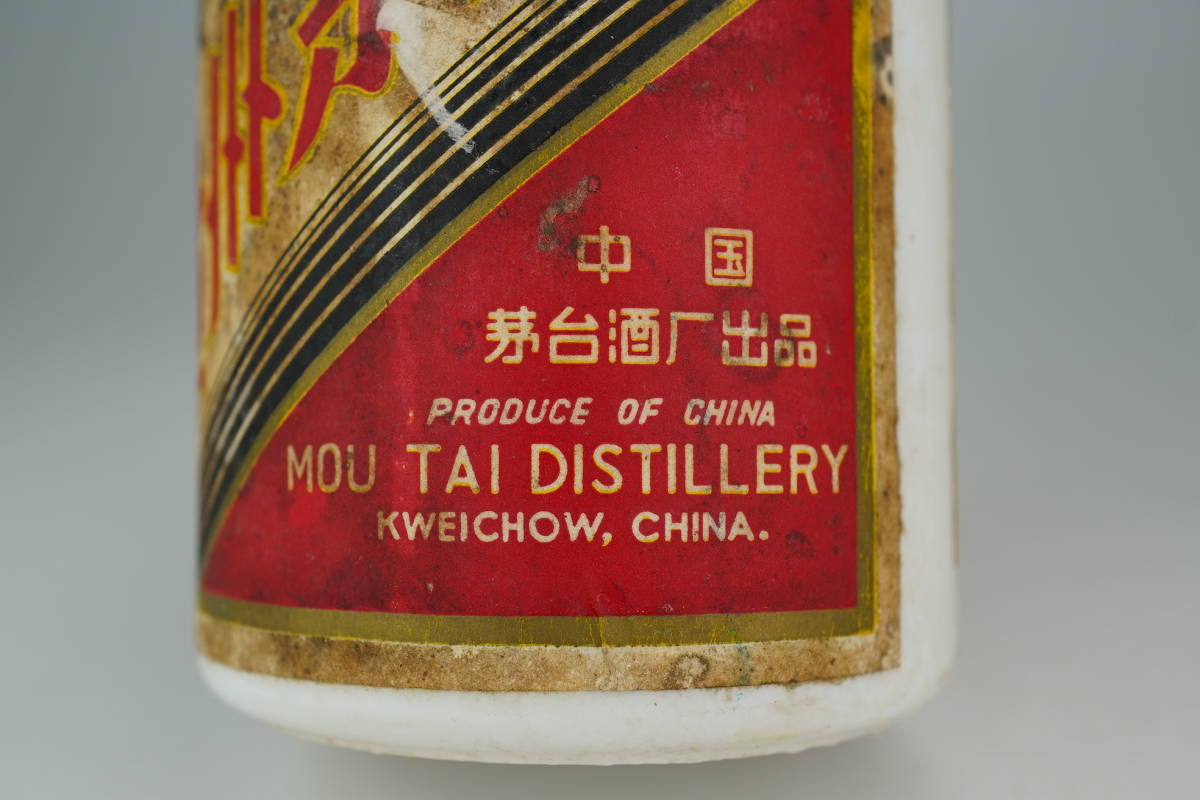 中国
茅台酒厂出品
PRODUCE OF CHINA
MOU TAI DISTILLERY
KWEICHOW, CHINA.